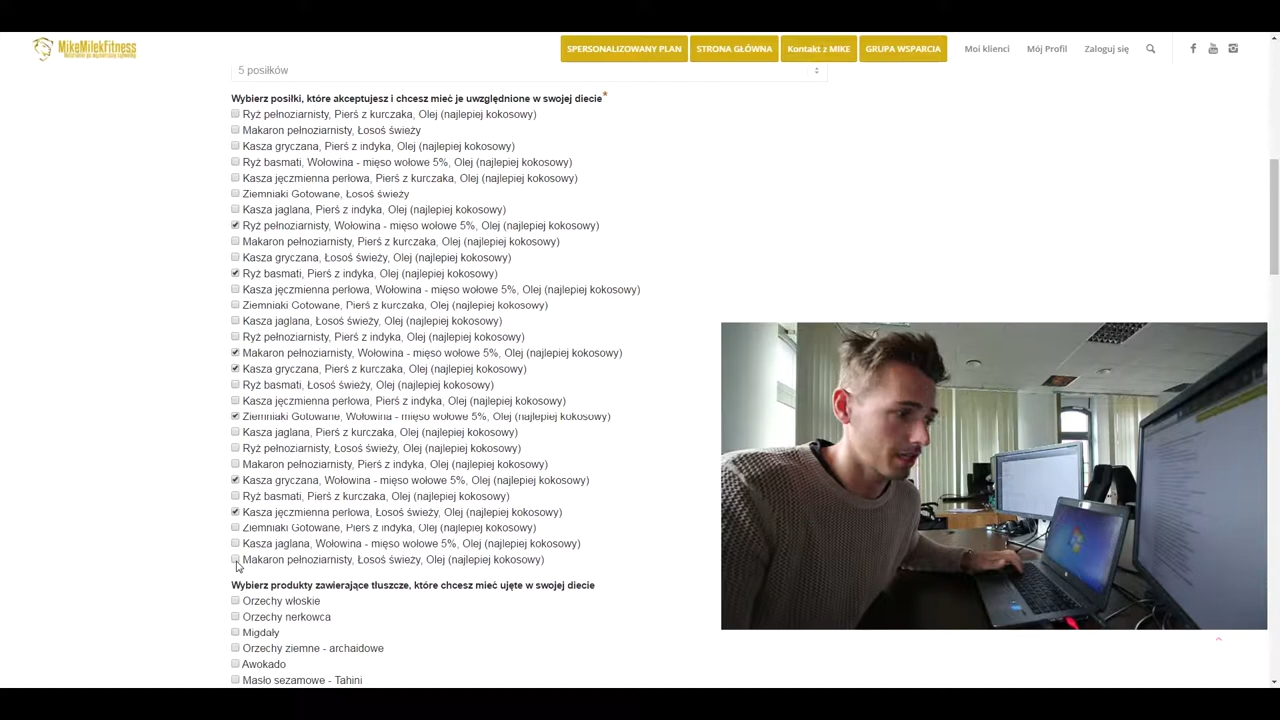 MikeMilekFitness
SPERSONALIZOWANY PLAN
STRONA GŁÓWNA
Kontakt z MIKE
GRUPA WSPARCIA
Moi klienci
Mój Profil
Zaloguj się
5 posiłków
Wybierz posiłki, które akceptujesz i chcesz mieć je uwzględnione w swojej diecie*
Ryż pełnoziarnisty, Pierś z kurczaka, Olej (najlepiej kokosowy)
Makaron pełnoziarnisty, Łosoś świeży
Kasza gryczana, Pierś z indyka, Olej (najlepiej kokosowy)
Ryż basmati, Wołowina - mięso wołowe 5%, Olej (najlepiej kokosowy)
Kasza jęczmienna perłowa, Pierś z kurczaka, Olej (najlepiej kokosowy)
Ziemniaki Gotowane, Łosoś świeży
Kasza jaglana, Pierś z indyka, Olej (najlepiej kokosowy)
Ryż pełnoziarnisty, Wołowina - mięso wołowe 5%, Olej (najlepiej kokosowy)
Makaron pełnoziarnisty, Pierś z kurczaka, Olej (najlepiej kokosowy)
Kasza gryczana, Łosoś świeży, Olej (najlepiej kokosowy)
Ryż basmati, Pierś z indyka, Olej (najlepiej kokosowy)
Kasza jęczmienna perłowa, Wołowina - mięso wołowe 5%, Olej (najlepiej kokosowy)
Ziemniaki Gotowane, Pierś z kurczaka, Olej (najlepiej kokosowy)
Kasza jaglana, Łosoś świeży, Olej (najlepiej kokosowy)
Ryż pełnoziarnisty, Pierś z indyka, Olej (najlepiej kokosowy)
Makaron pełnoziarnisty, Wołowina - mięso wołowe 5%, Olej (najlepiej kokosowy)
Kasza gryczana, Pierś z kurczaka, Olej (najlepiej kokosowy)
Ryż basmati, Łosoś świeży, Olej (najlepiej kokosowy)
Kasza jęczmienna perłowa, Pierś z indyka, Olej (najlepiej kokosowy)
Ziemniaki Gotowane, Wołowina - mięso wołowe 5%, Olej (najlepiej kokosowy)
Kasza jaglana, Pierś z kurczaka, Olej (najlepiej kokosowy)
Ryż pełnoziarnisty, Łosoś świeży, Olej (najlepiej kokosowy)
Makaron pełnoziarnisty, Pierś z indyka, Olej (najlepiej kokosowy)
Kasza gryczana, Wołowina - mięso wołowe 5%, Olej (najlepiej kokosowy)
Ryż basmati, Pierś z kurczaka, Olej (najlepiej kokosowy)
Kasza jęczmienna perłowa, Łosoś świeży, Olej (najlepiej kokosowy)
Ziemniaki Gotowane, Pierś z indyka, Olej (najlepiej kokosowy)
Kasza jaglana, Wołowina - mięso wołowe 5%, Olej (najlepiej kokosowy)
Makaron pełnoziarnisty, Łosoś świeży, Olej (najlepiej kokosowy)
Wybierz produkty zawierające tłuszcze, które chcesz mieć ujęte w swojej diecie
Orzechy włoskie
Orzechy nerkowca
Migdały
Orzechy ziemne - archaidowe
Awokado
Masło sezamowe - Tahini